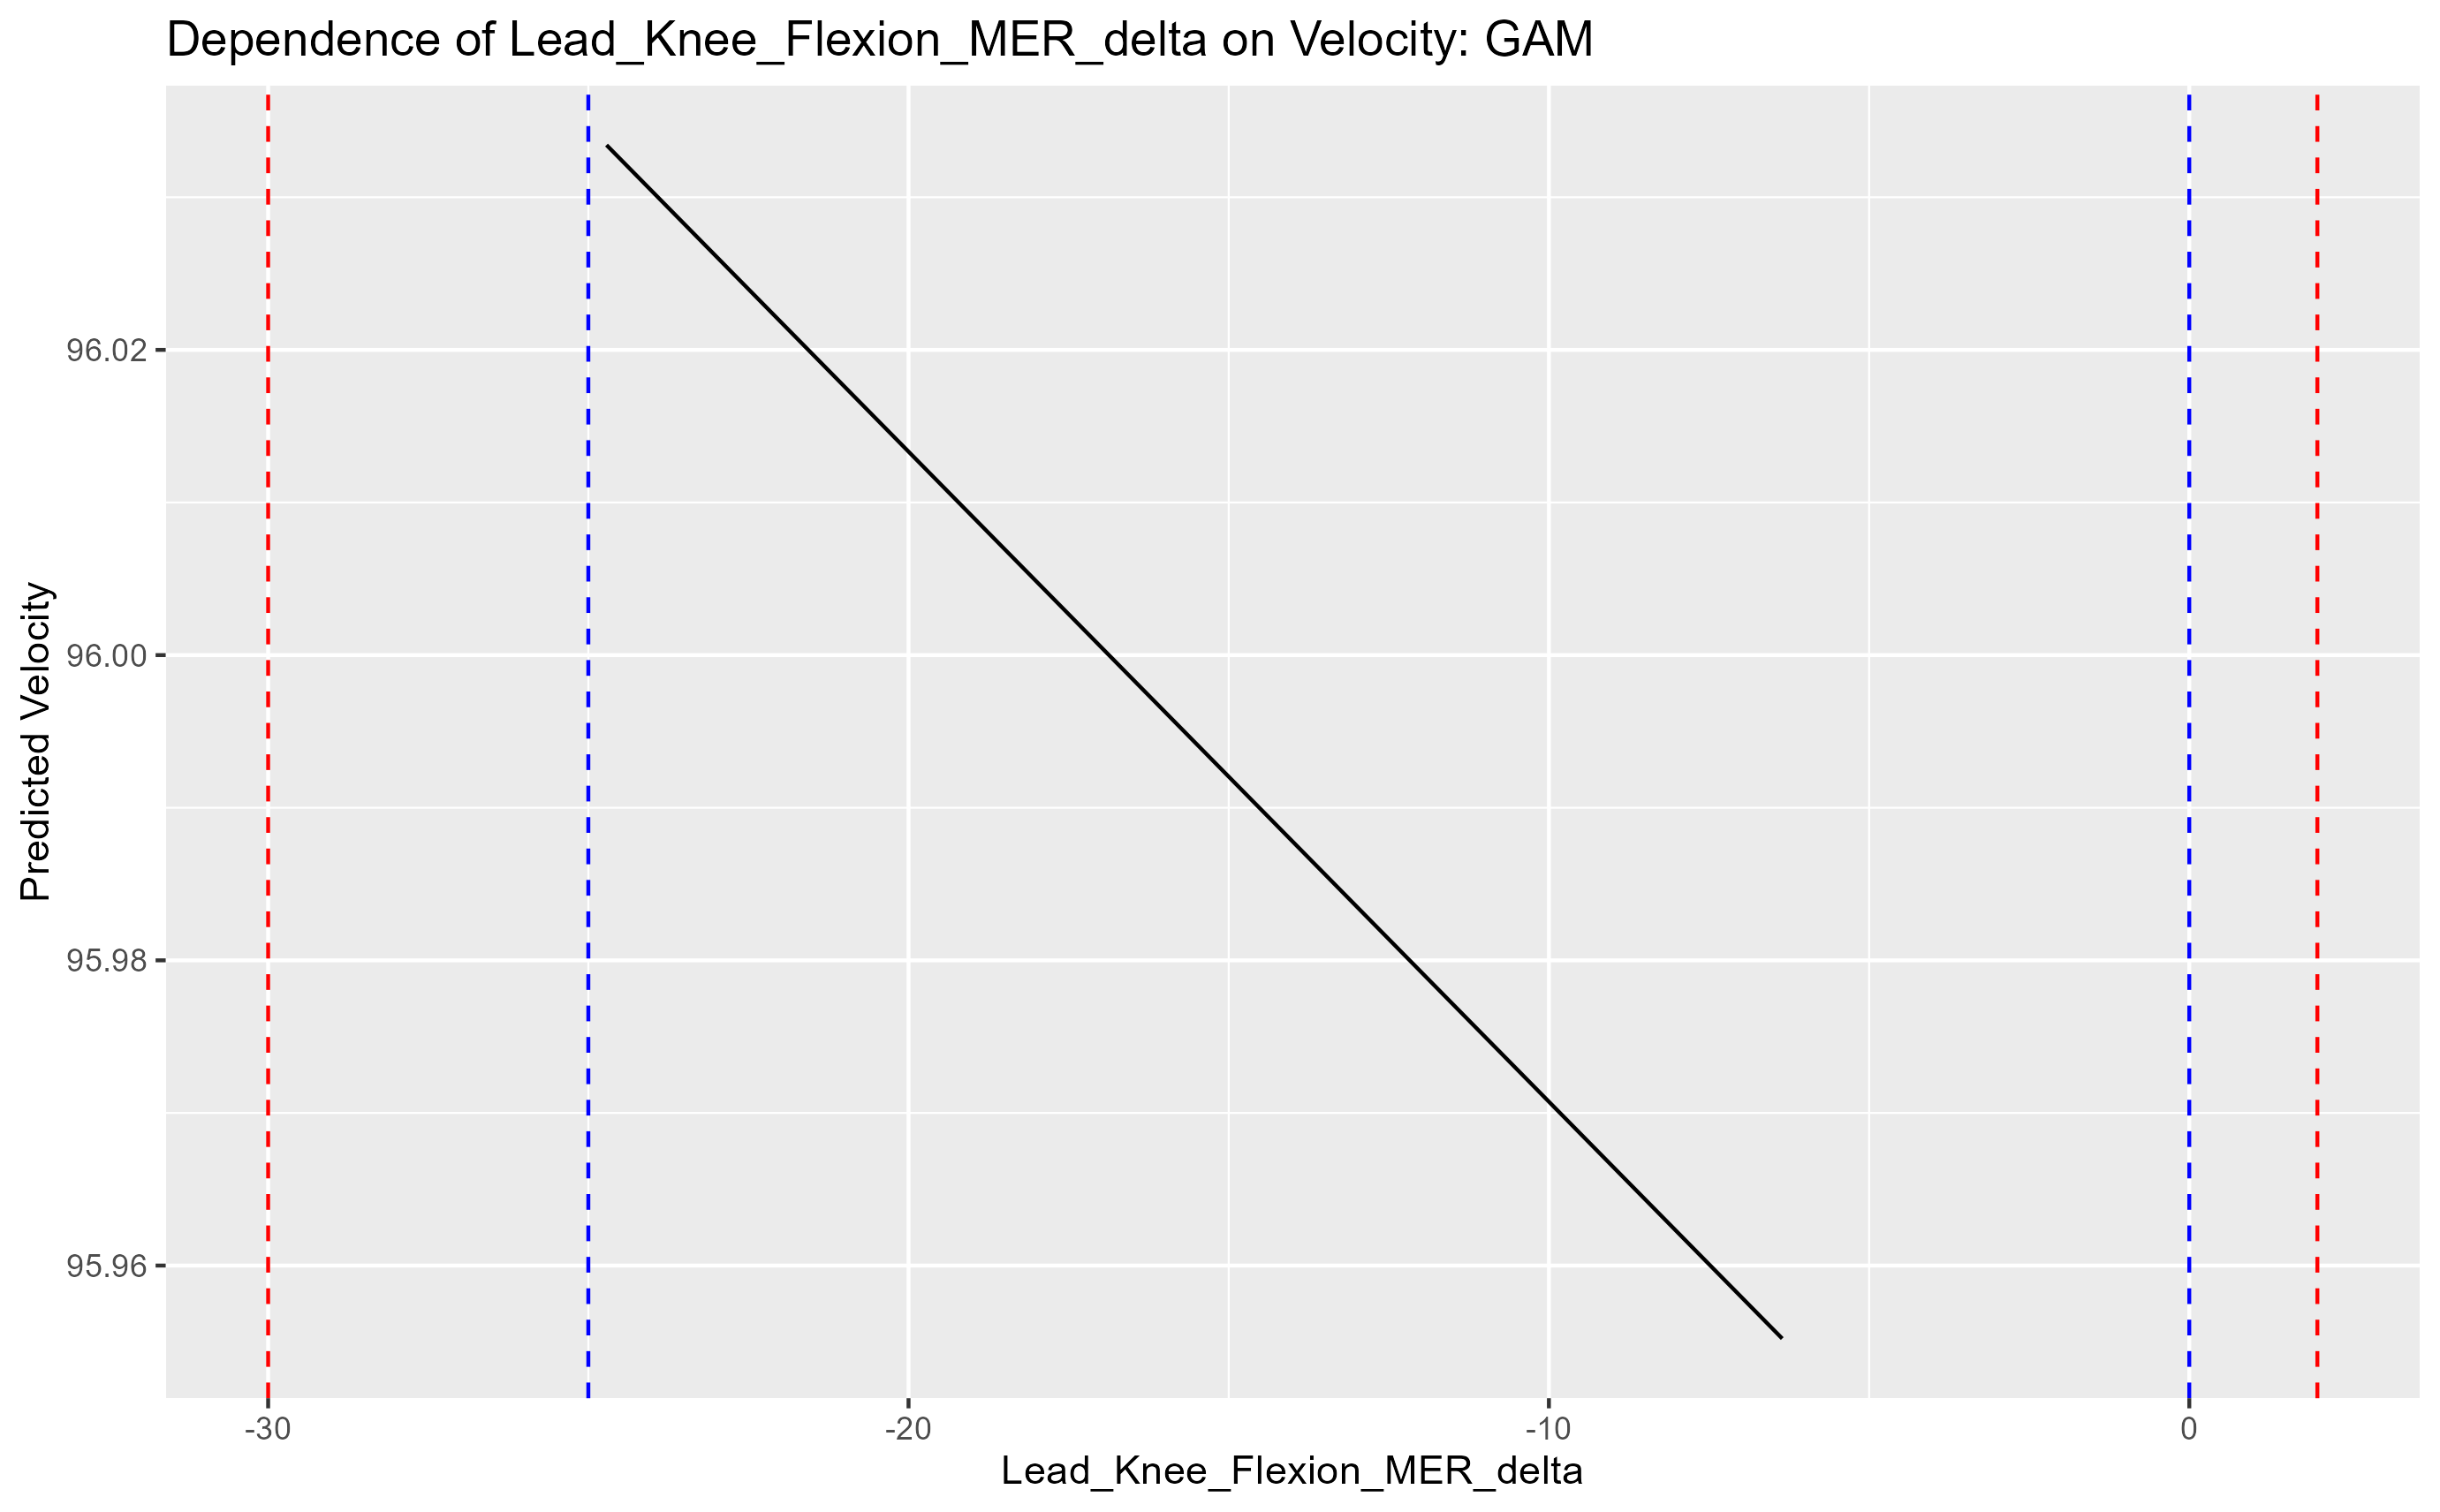 Dependence of Lead_Knee_Flexion_MER_delta on Velocity: GAM
Predicted Velocity
96.02
96.00
95.98
95.96
-30
-20
-10
0
Lead_Knee_Flexion_MER_delta